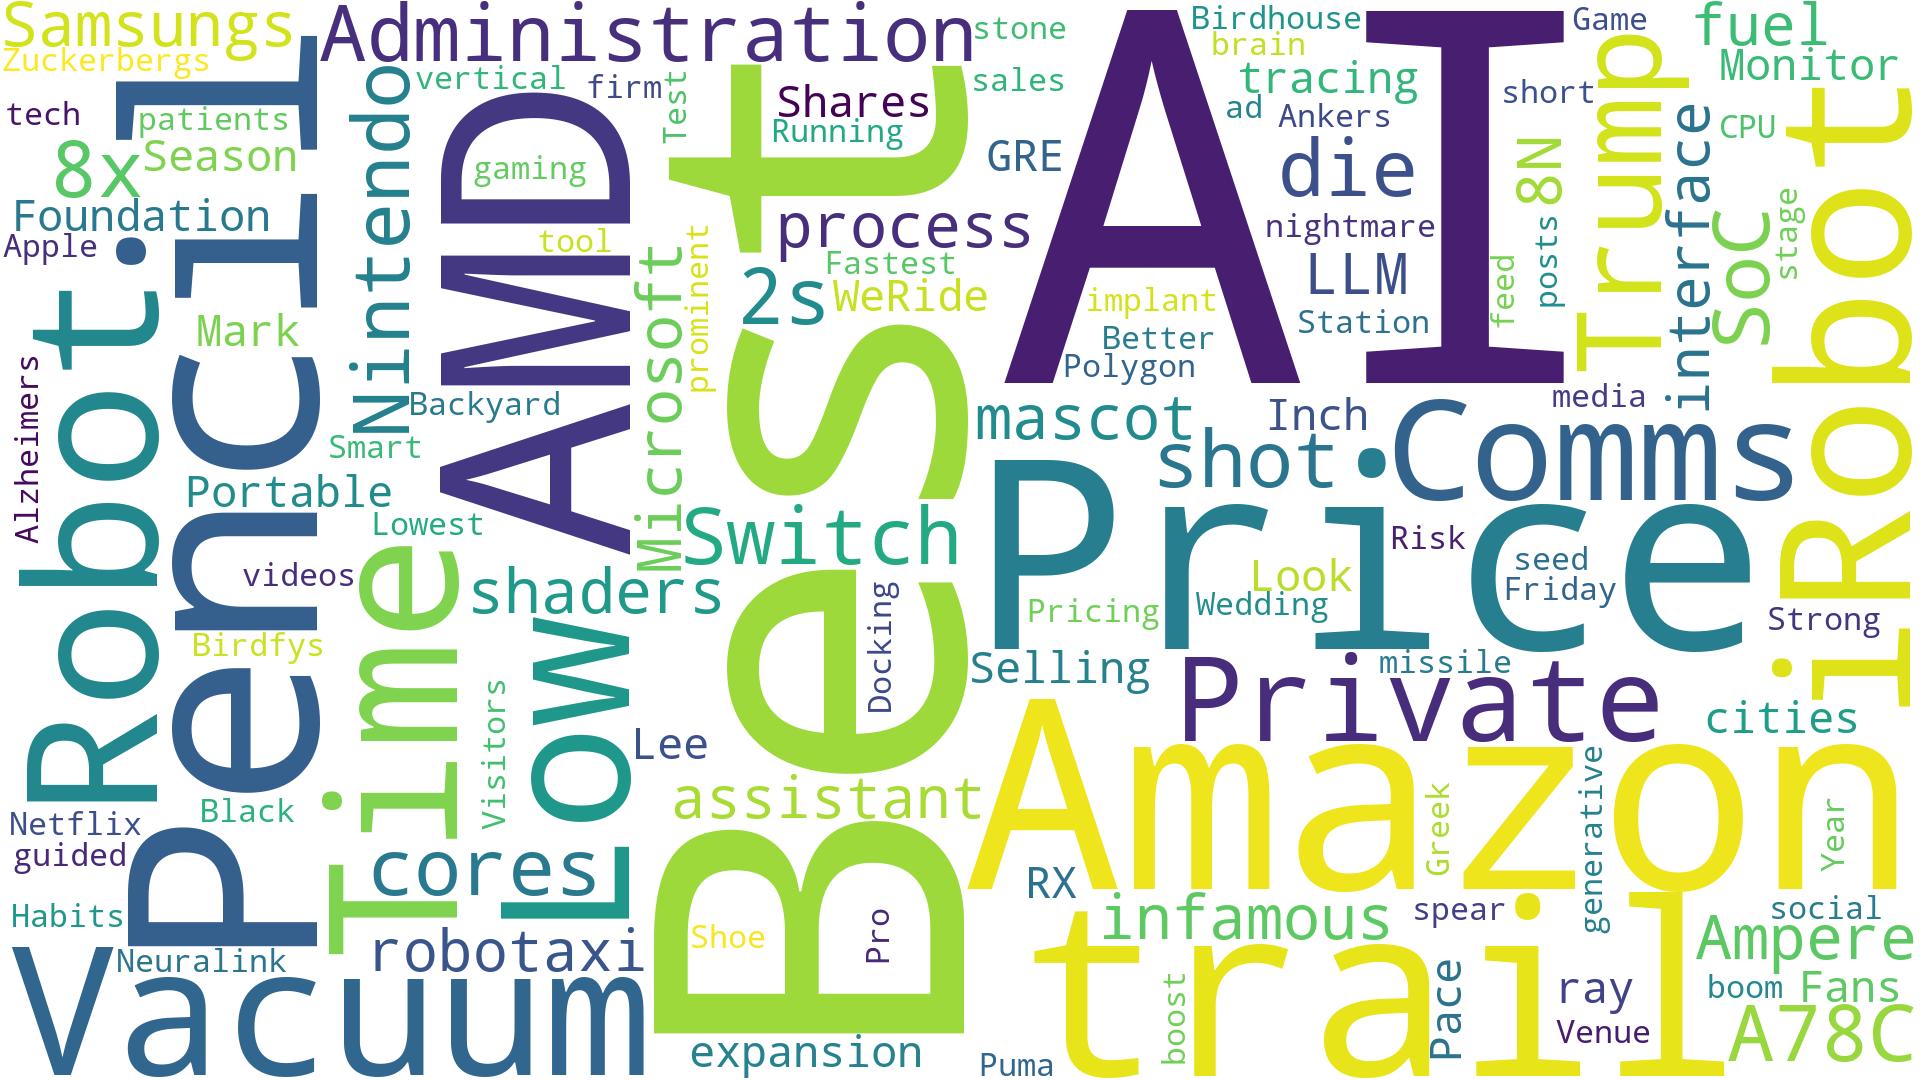 Samsungs
Administration
stone
AI
Birdhouse
Game
fuel
Zuckerbergs
brain
Monitor
tech
vertical
firm
Test
Shares
sales
tracing
short
Trump
patients
Nintendo
Running
ad
Ankers
CPU
8x
Season
gaming
GRE
die
8N
interface
Foundation
AMD
process
nightmare
posts
SoC
stage
iRobot
Apple
tool
prominent
Fastest
LLM
feed
Robot
Pencil
Mark
Microsoft
2s
WeRide
implant
Station
Better
Polygon
Alzheimers
Backyard
Best
mascot
Inch
media
Smart
shot
Comms
Portable
Lowest
Switch
Price
Risk
videos
Time
shaders
Docking
Look
seed
Friday
Pricing
Wedding
Strong
Birdfys
Low
Selling
missile
Private
Visitors
Lee
cities
Netflix
Black
assistant
Amazon
Greek
generative
Year
guided
cores
RX
Habits
robotaxi
Shoe
Pro
infamous
spear
social
Ampere
Neuralink
trail
Vacuum
boost
Pace
ray
boom
Fans
expansion
Puma
Venue
A78C